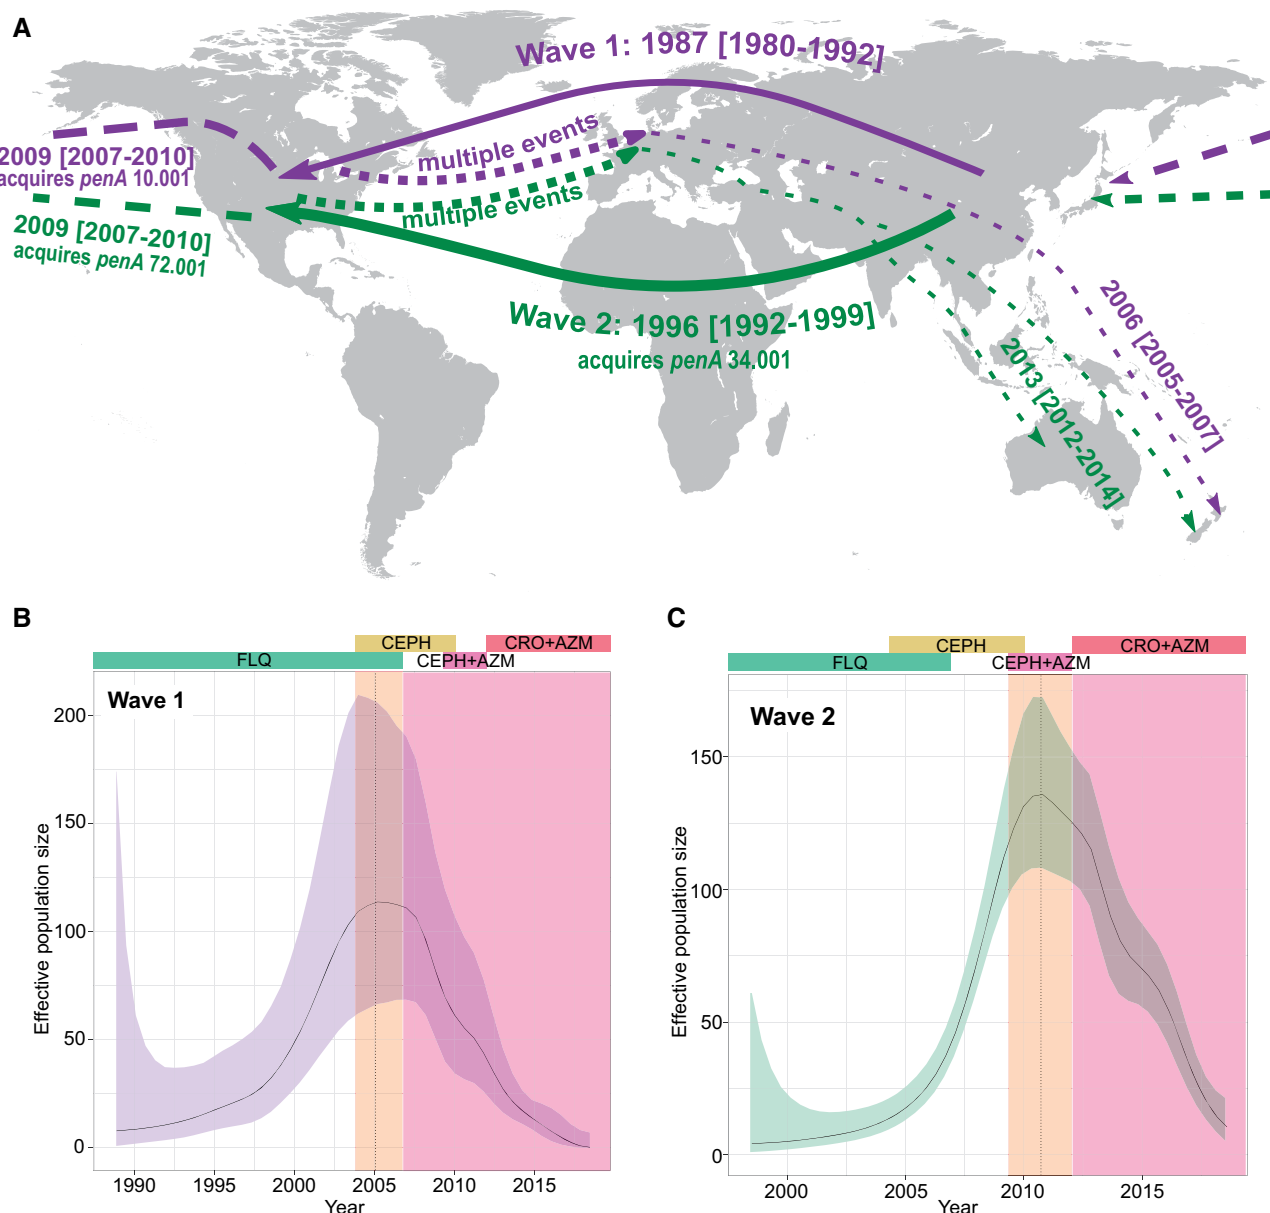 A
Wave 1: 1987 [1980-1992]
multiple events
2009 [2007-2010]
acquires penA 10.001
multiple events
2009 [2007-2010]
acquires penA 72.001
Wave 2: 1996 [1992-1999]
acquires penA 34.001
2006 [2005-2007]
2013 [2012-2014]
B
CEPH
CRO+AZM
FLQ
CEPH+AZM
Wave 1
200
150
100
50
0
Effective population size
1990
1995
2000
2005
2010
2015
Year
C
CEPH
CRO+AZM
FLQ
CEPH+AZM
Wave 2
150
100
50
0
Effective population size
2000
2005
2010
2015
Year